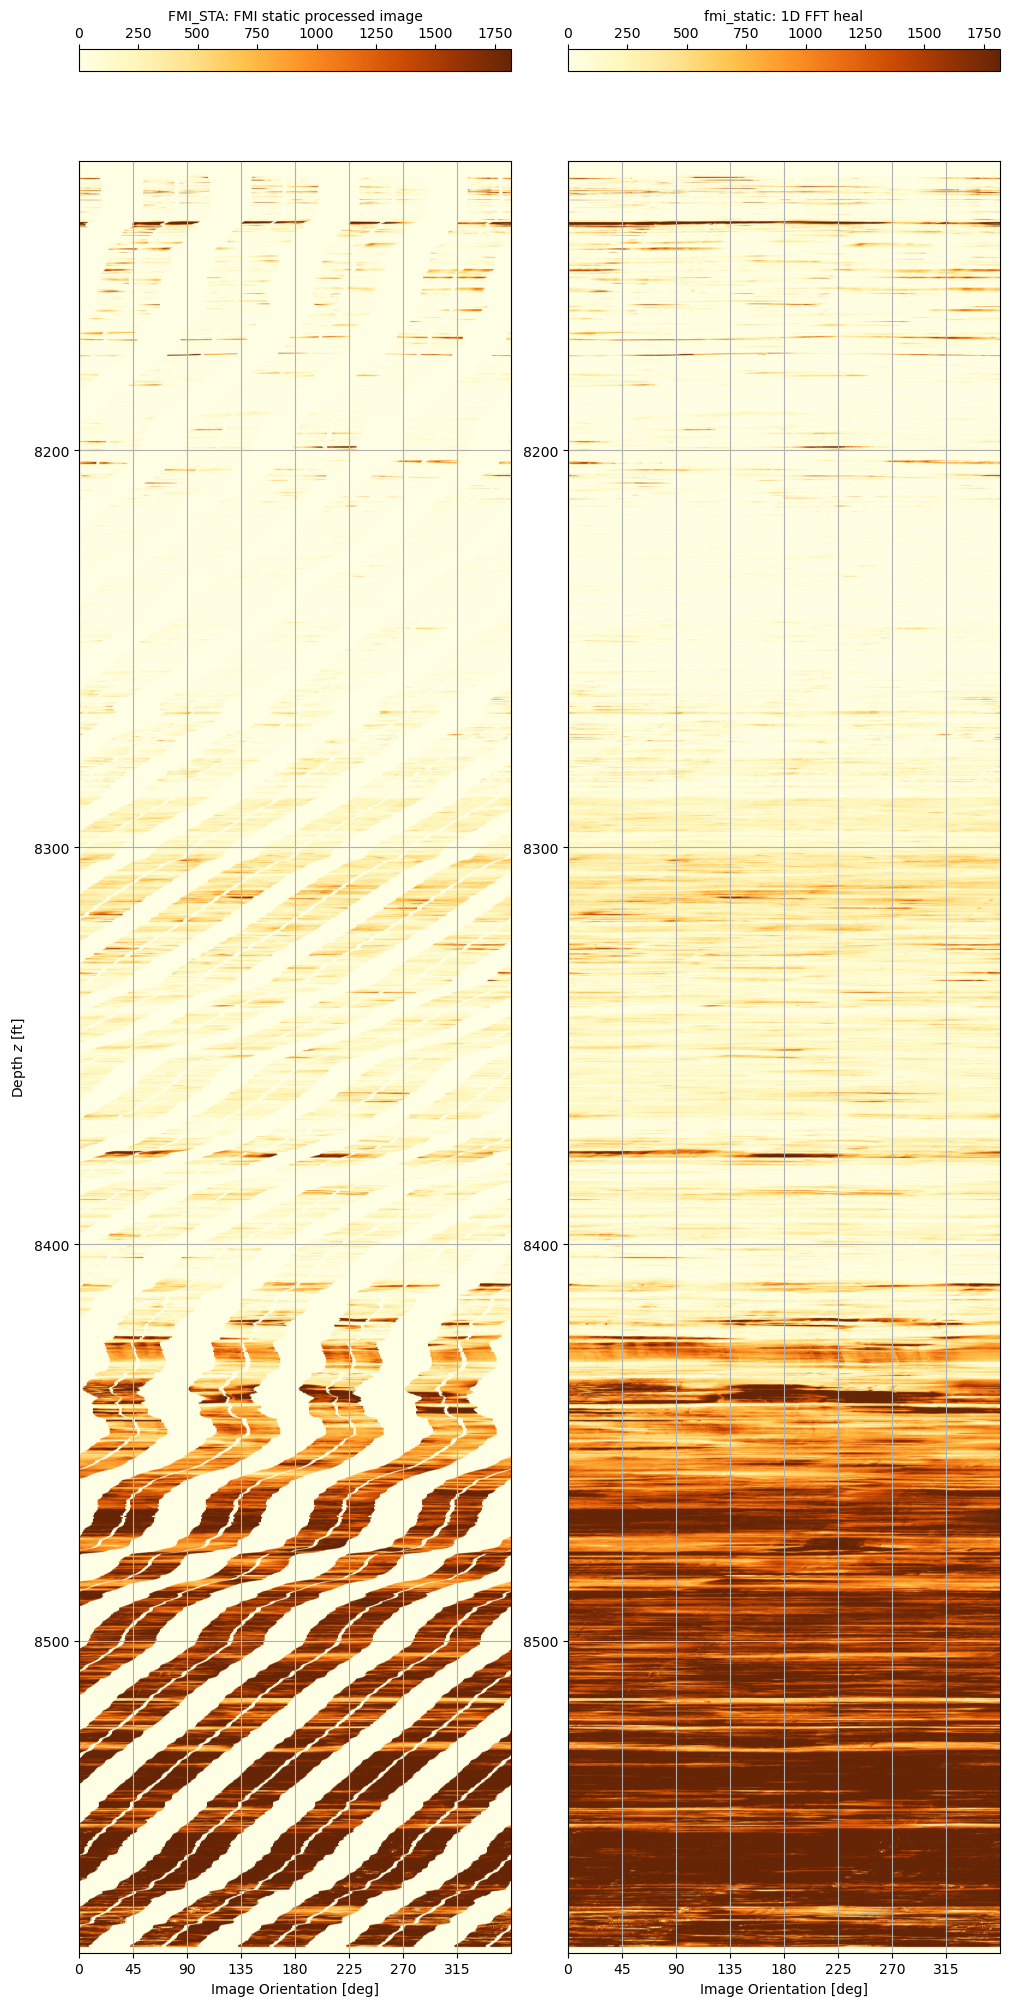 FMI_STA: FMI static processed image
0 250 500 750 1000 1250 1500 1750
fmi_static: 1D FFT heal
0 250 500 750 1000 1250 1500 1750
8200
8300
8400
8500
Depth z [ft]
0 45 90 135 180 225 270 315
Image Orientation [deg]
8200
8300
8400
8500
0 45 90 135 180 225 270 315
Image Orientation [deg]